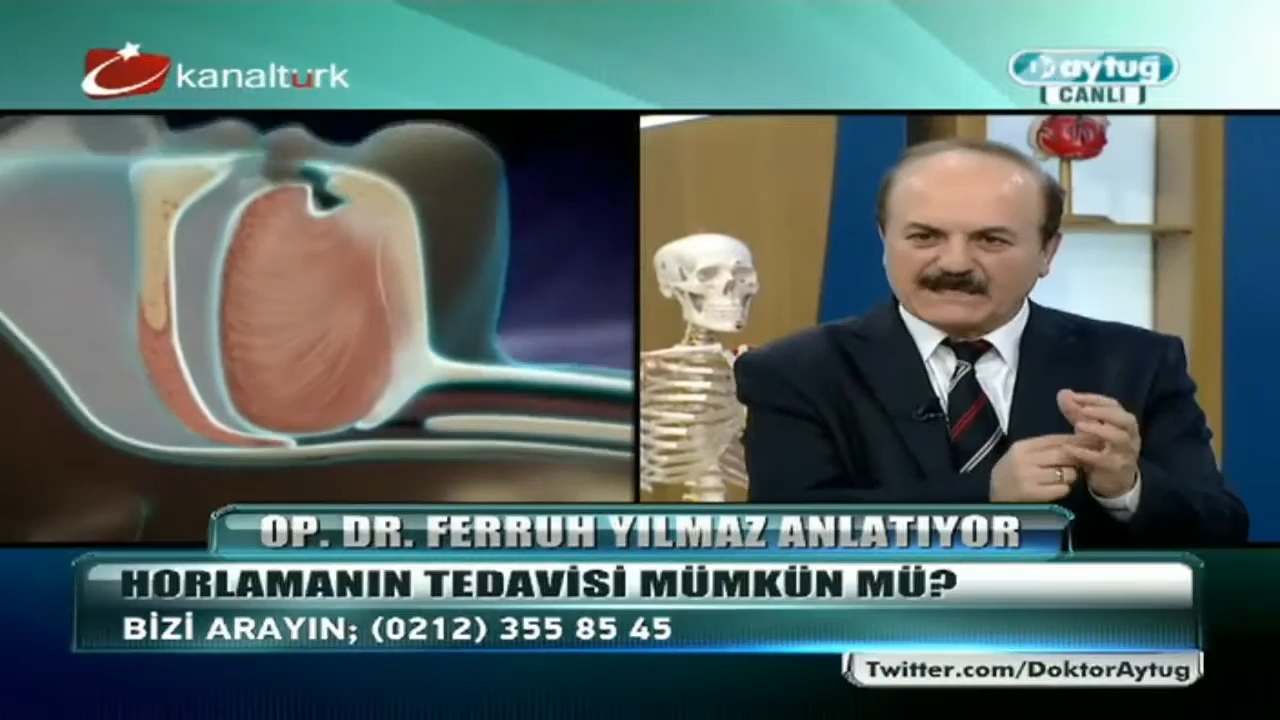 kanaltürk
aytuğ
CANLI
OP. DR. FERRUH YILMAZ ANLATIYOR
HORLAMANIN TEDAVİSİ MÜMKÜN MÜ?
BİZİ ARAYIN; (0212) 355 85 45
Twitter.com/DoktorAytug